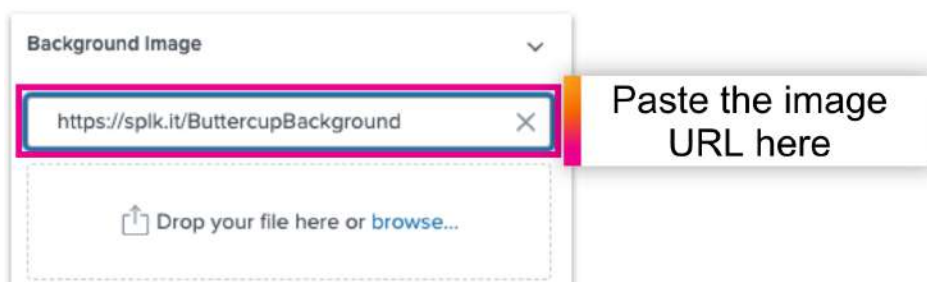 Background Image
https://splk.it/ButtercupBackground
Paste the image
URL here
Drop your file here or browse...